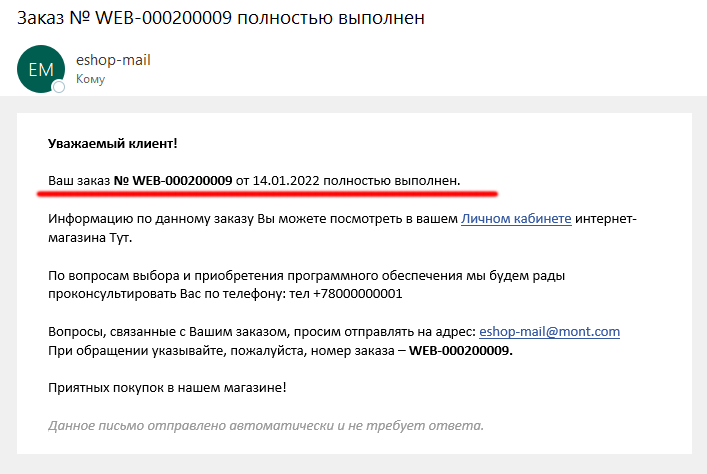 Заказ № WEB-000200009 полностью выполнен
EM
eshop-mail
Кому
Уважаемый клиент!
Ваш заказ № WEB-000200009 от 14.01.2022 полностью выполнен.
Информацию по данному заказу Вы можете посмотреть в вашем Личном кабинете интернет-
магазина Тут.
По вопросам выбора и приобретения программного обеспечения мы будем рады
проконсультировать Вас по телефону: тел +78000000001
Вопросы, связанные с Вашим заказом, просим отправлять на адрес: eshop-mail@mont.com
При обращении указывайте, пожалуйста, номер заказа – WEB-000200009.
Приятных покупок в нашем магазине!
Данное письмо отправлено автоматически и не требует ответа.